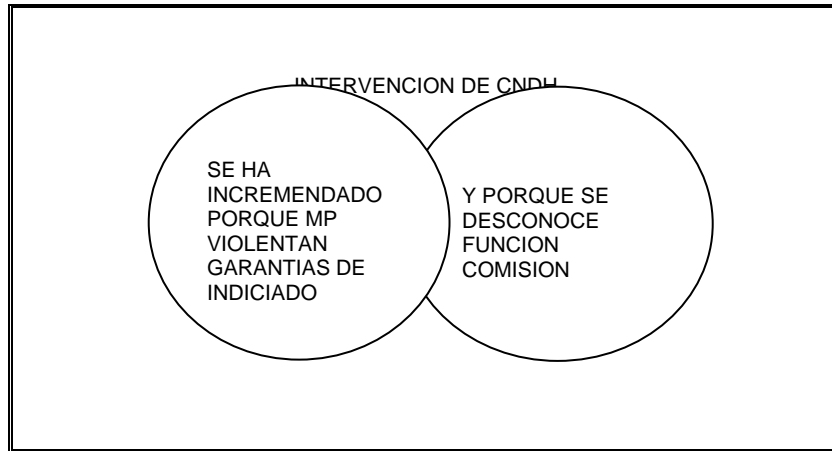 INTERVENCION DE CNDH
SE HA
INCREMENDADO
PORQUE MP
VIOLENTAN
GARANTIAS DE
INDICIADO
Y PORQUE SE
DESCONOCE
FUNCION
COMISION